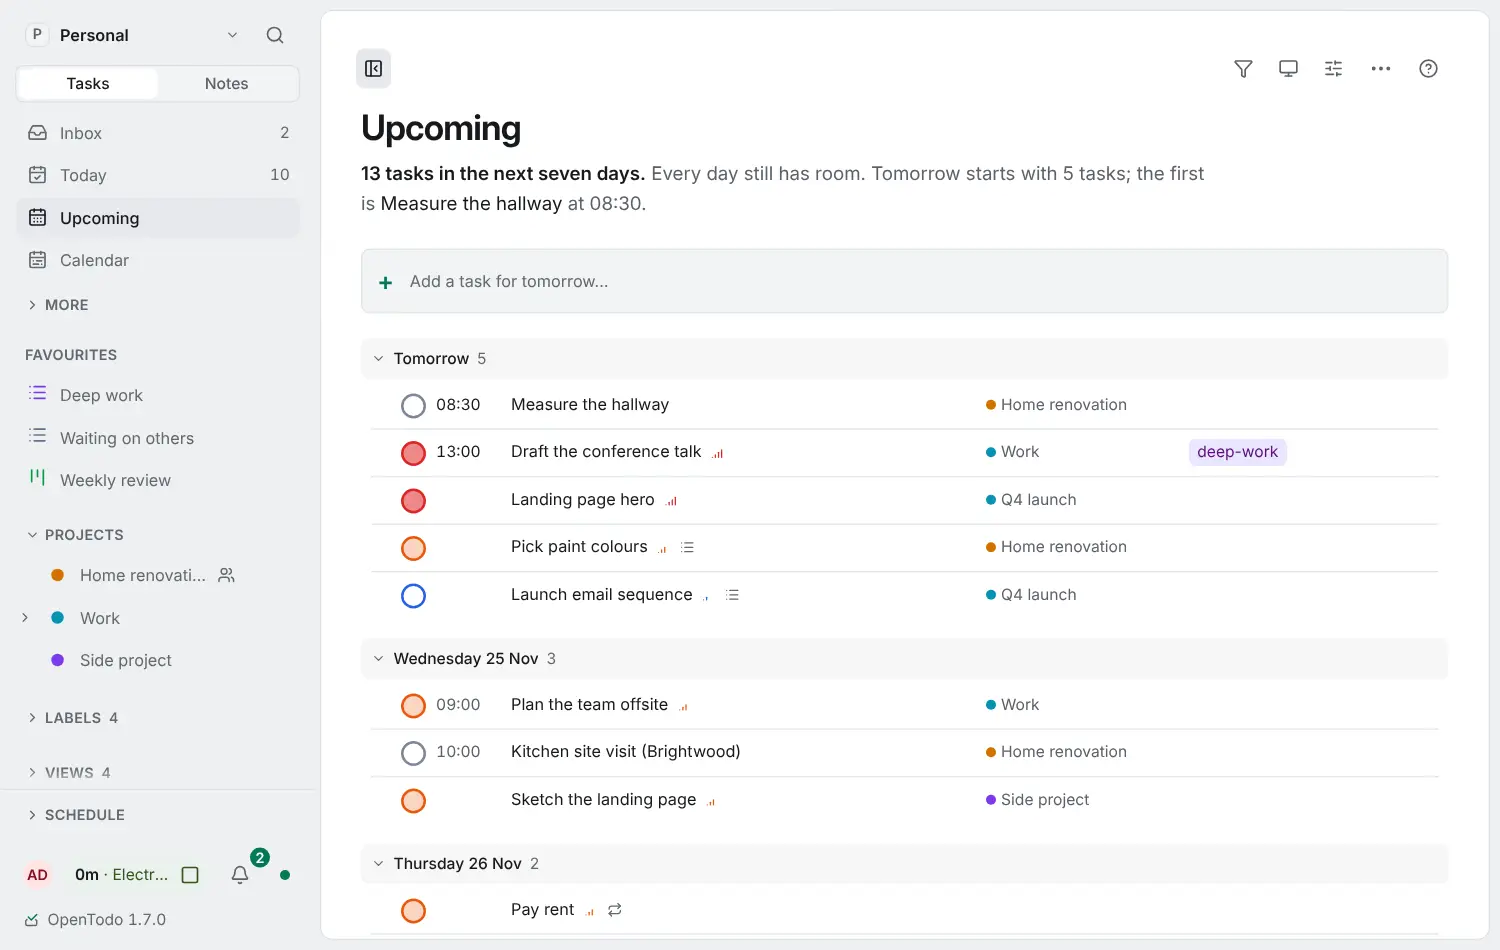 P Personal
Tasks Notes
Inbox 2
Today 10
Upcoming
Calendar
MORE
FAVOURITES
Deep work
Waiting on others
Weekly review
PROJECTS
Home renovati...
Work
Side project
LABELS 4
VIEWS 4
SCHEDULE
AD 0m · Electr... 2
OpenTodo 1.7.0
Upcoming
13 tasks in the next seven days. Every day still has room. Tomorrow starts with 5 tasks; the first
is Measure the hallway at 08:30.
+ Add a task for tomorrow...
Tomorrow 5
08:30 Measure the hallway Home renovation
13:00 Draft the conference talk Work deep-work
Landing page hero Q4 launch
Pick paint colours Home renovation
Launch email sequence Q4 launch
Wednesday 25 Nov 3
09:00 Plan the team offsite Work
10:00 Kitchen site visit (Brightwood) Home renovation
Sketch the landing page Side project
Thursday 26 Nov 2
Pay rent